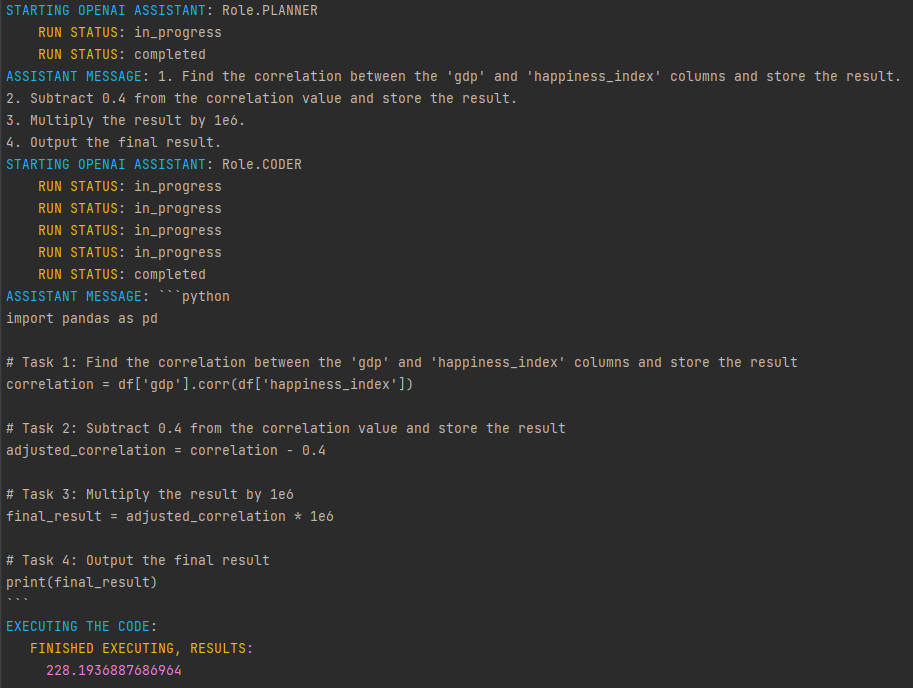 STARTING OPENAI ASSISTANT: Role.PLANNER
    RUN STATUS: in_progress
    RUN STATUS: completed
ASSISTANT MESSAGE: 1. Find the correlation between the 'gdp' and 'happiness_index' columns and store the result.
2. Subtract 0.4 from the correlation value and store the result.
3. Multiply the result by 1e6.
4. Output the final result.
STARTING OPENAI ASSISTANT: Role.CODER
    RUN STATUS: in_progress
    RUN STATUS: in_progress
    RUN STATUS: in_progress
    RUN STATUS: in_progress
    RUN STATUS: completed
ASSISTANT MESSAGE: ```python
import pandas as pd

# Task 1: Find the correlation between the 'gdp' and 'happiness_index' columns and store the result
correlation = df['gdp'].corr(df['happiness_index'])

# Task 2: Subtract 0.4 from the correlation value and store the result
adjusted_correlation = correlation - 0.4

# Task 3: Multiply the result by 1e6
final_result = adjusted_correlation * 1e6

# Task 4: Output the final result
print(final_result)
```
EXECUTING THE CODE:
   FINISHED EXECUTING, RESULTS:
     228.1936887686964